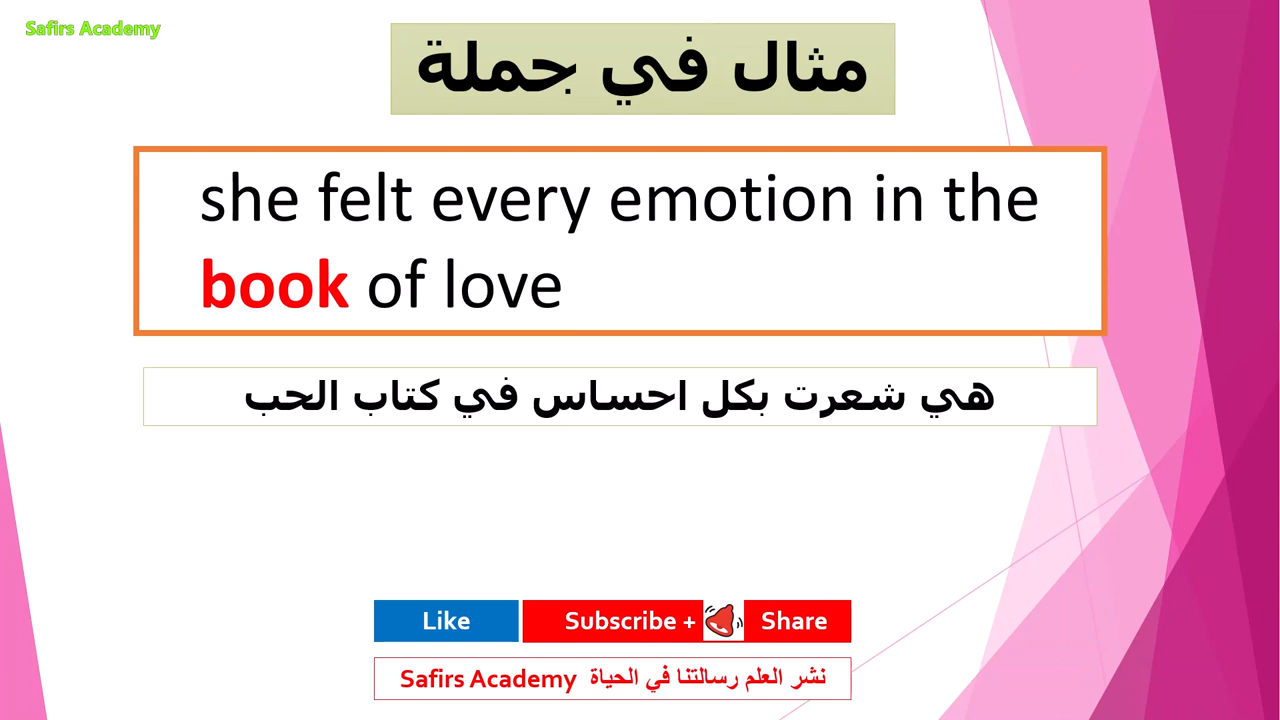 Safirs Academy
مثال في جملة
she felt every emotion in the
book of love
هي شعرت بكل احساس في كتاب الحب
Like Subscribe + Share
Safirs Academy نشر العلم رسالتنا في الحياة